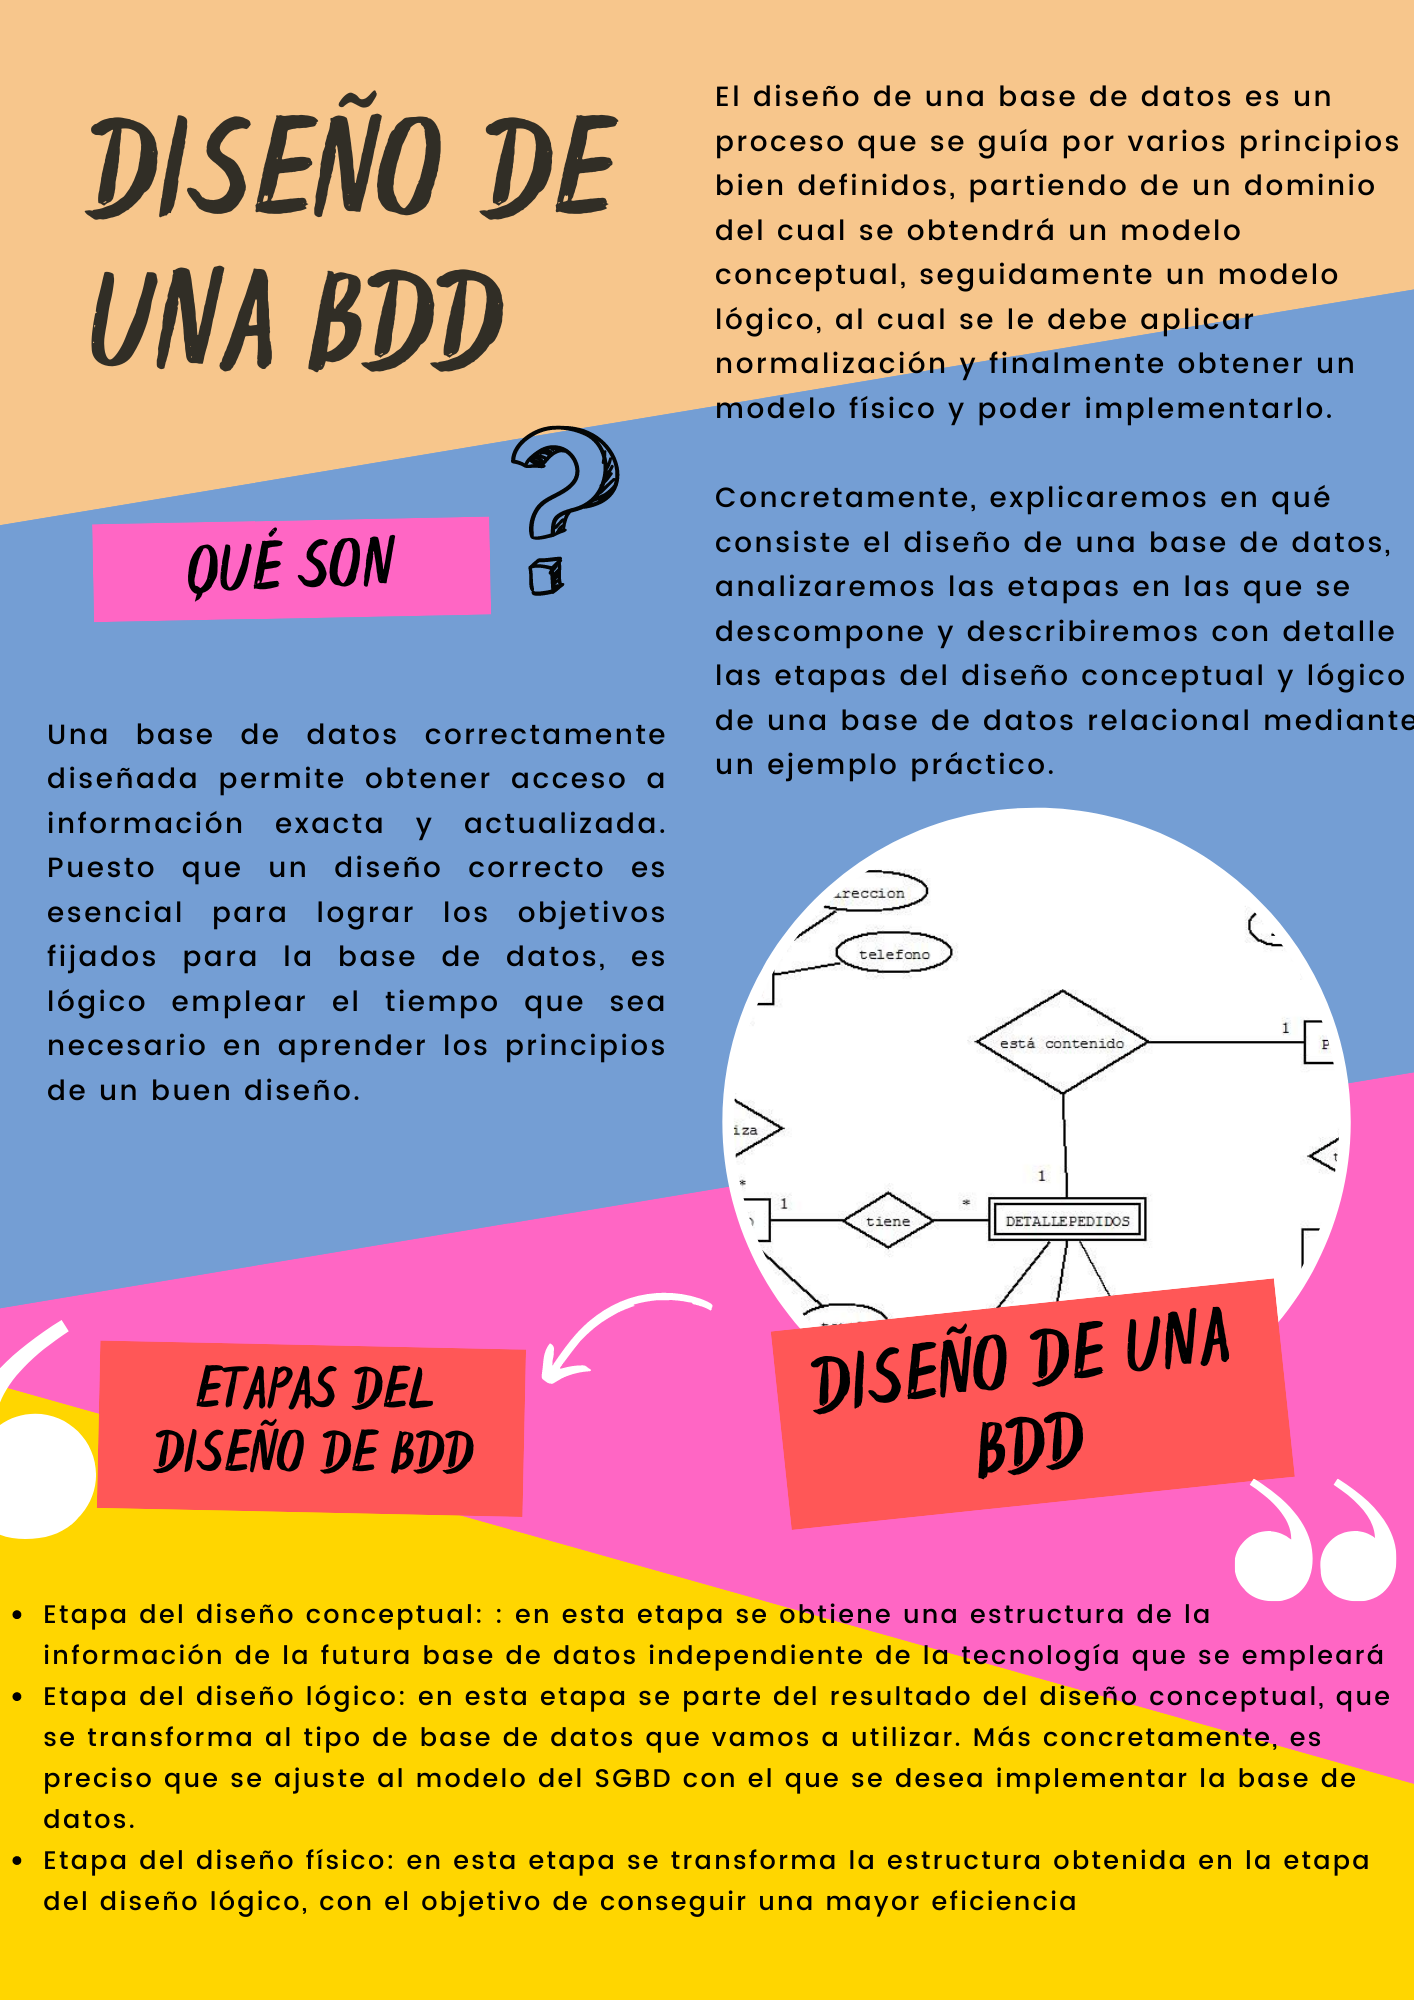 DISEÑO DE
UNA BDD
El diseño de una base de datos es un
proceso que se guía por varios principios
bien definidos, partiendo de un dominio
del cual se obtendrá un modelo
conceptual, seguidamente un modelo
lógico, al cual se le debe aplicar
normalización y finalmente obtener un
modelo físico y poder implementarlo.
Concretamente, explicaremos en qué
consiste el diseño de una base de datos,
analizaremos las etapas en las que se
descompone y describiremos con detalle
las etapas del diseño conceptual y lógico
de una base de datos relacional mediante
un ejemplo práctico.
QUÉ SON
?
Una base de datos correctamente
diseñada permite obtener acceso a
información exacta y actualizada.
Puesto que un diseño correcto es
esencial para lograr los objetivos
fijados para la base de datos, es
lógico emplear el tiempo que sea
necesario en aprender los principios
de un buen diseño.
ireccion
telefono
está contenido
1
P
iza
1
*
1
tiene
*
DETALLEPEDIDOS
DISEÑO DE UNA
BDD
ETAPAS DEL
DISEÑO DE BDD
• Etapa del diseño conceptual: : en esta etapa se obtiene una estructura de la
información de la futura base de datos independiente de la tecnología que se empleará
• Etapa del diseño lógico: en esta etapa se parte del resultado del diseño conceptual, que
se transforma al tipo de base de datos que vamos a utilizar. Más concretamente, es
preciso que se ajuste al modelo del SGBD con el que se desea implementar la base de
datos.
• Etapa del diseño físico: en esta etapa se transforma la estructura obtenida en la etapa
del diseño lógico, con el objetivo de conseguir una mayor eficiencia